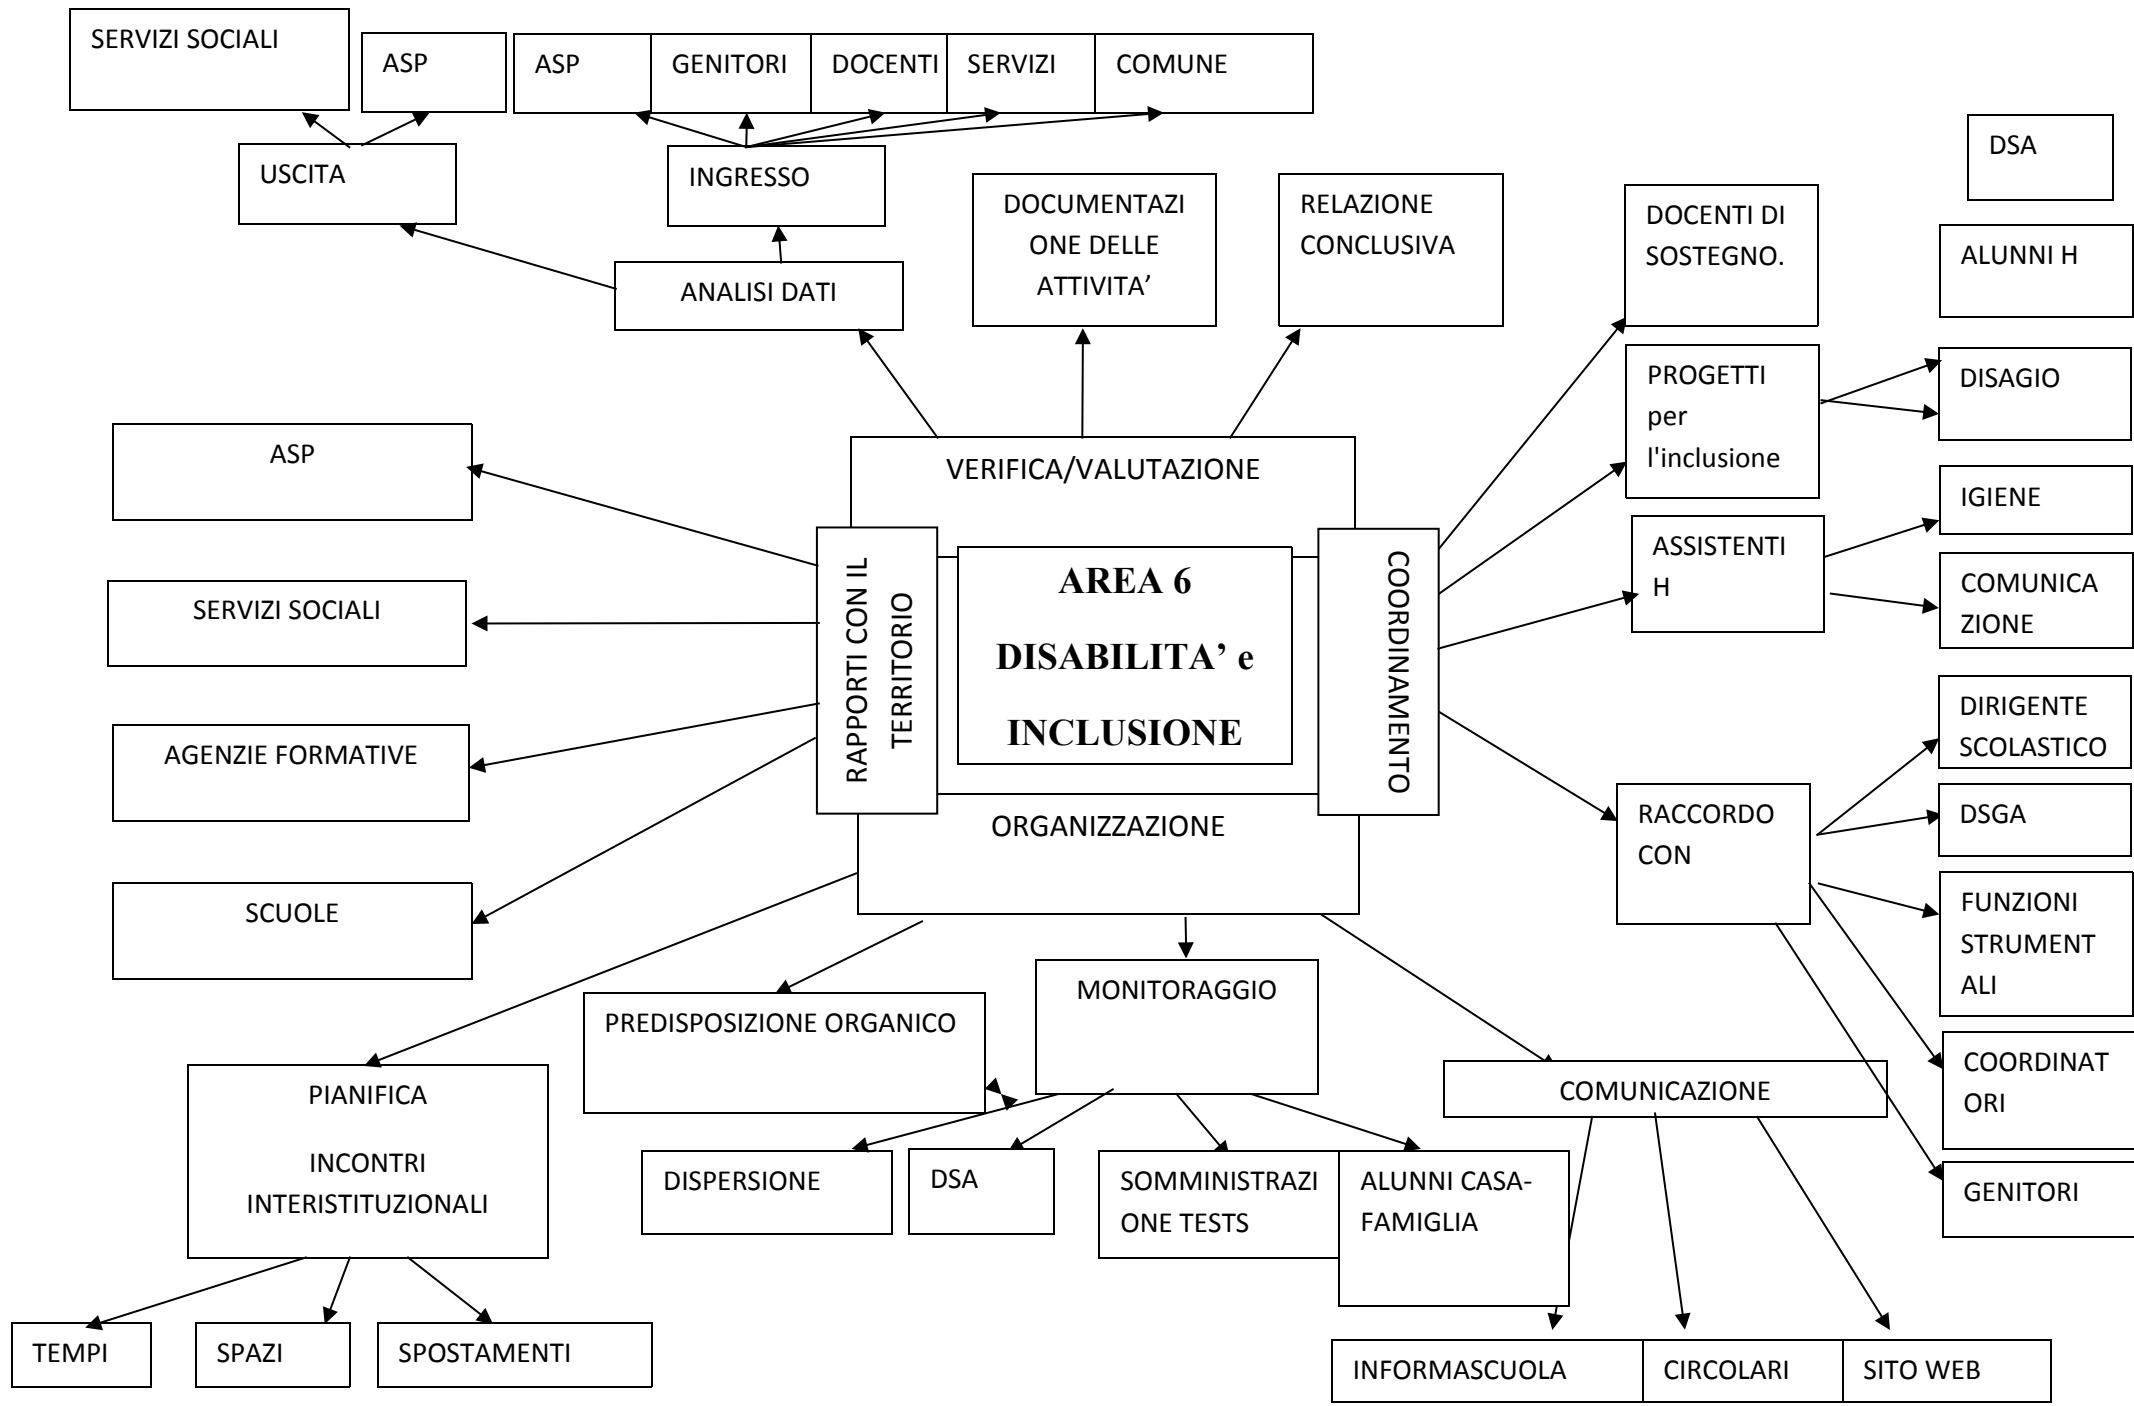 SERVIZI SOCIALI
ASP
ASP
GENITORI
DOCENTI
SERVIZI
COMUNE
DSA
USCITA
INGRESSO
DOCUMENTAZI
ONE DELLE
ATTIVITA’
RELAZIONE
CONCLUSIVA
DOCENTI DI
SOSTEGNO.
ALUNNI H
ANALISI DATI
PROGETTI
per
l'inclusione
DISAGIO
ASP
VERIFICA/VALUTAZIONE
IGIENE
ASSISTENTI
H
COMUNICA
ZIONE
SERVIZI SOCIALI
RAPPORTI CON IL
TERRITORIO
AREA 6
DISABILITA’ e
INCLUSIONE
COORDINAMENTO
DIRIGENTE
SCOLASTICO
AGENZIE FORMATIVE
RACCORDO
CON
DSGA
ORGANIZZAZIONE
SCUOLE
FUNZIONI
STRUMENT
ALI
MONITORAGGIO
PREDISPOSIZIONE ORGANICO
COORDINAT
ORI
PIANIFICA
INCONTRI
INTERISTITUZIONALI
COMUNICAZIONE
DISPERSIONE
DSA
SOMMINISTRAZI
ONE TESTS
ALUNNI CASA-
FAMIGLIA
GENITORI
TEMPI
SPAZI
SPOSTAMENTI
INFORMASCUOLA
CIRCOLARI
SITO WEB